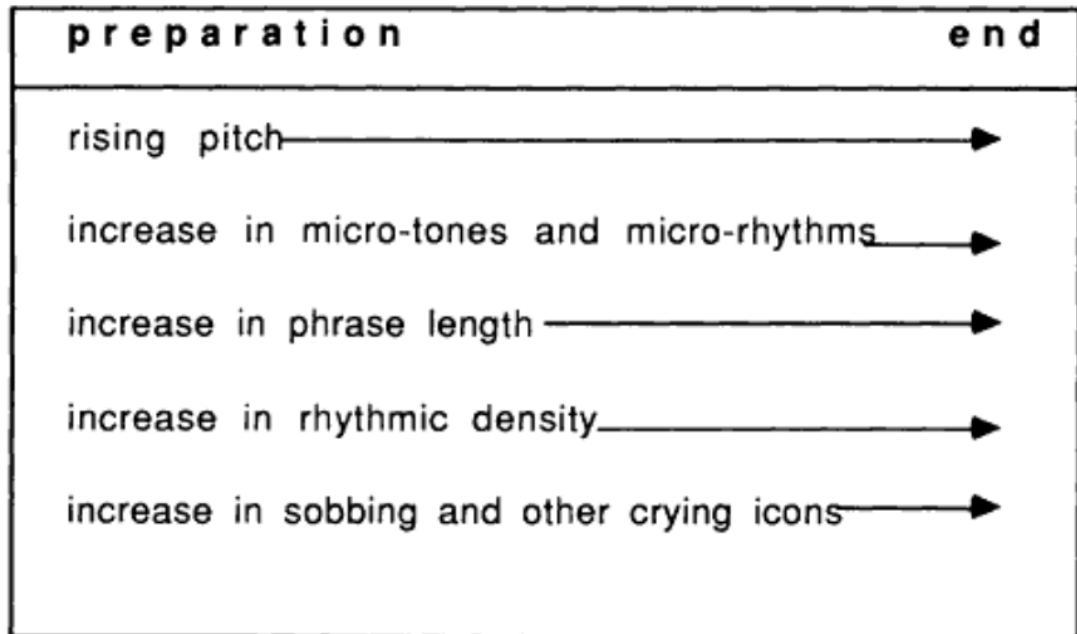 preparation end
rising pitch
increase in micro-tones and micro-rhythms
increase in phrase length
increase in rhythmic density
increase in sobbing and other crying icons